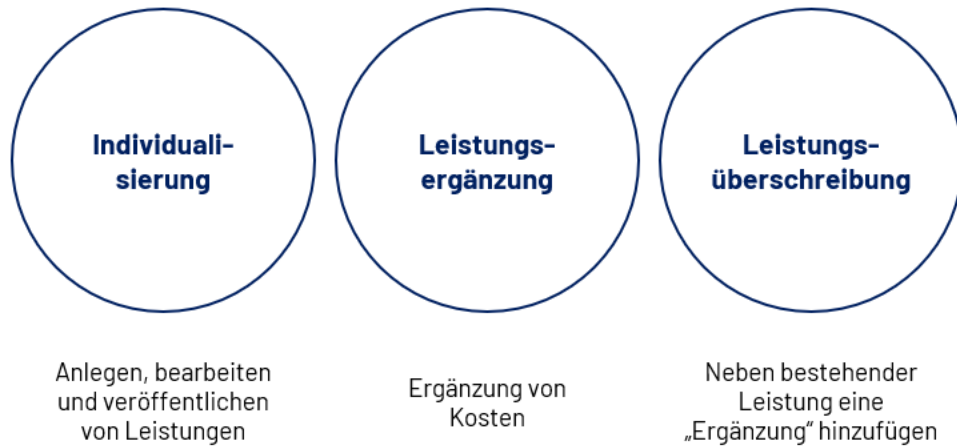 Individuali-
sierung
Leistungs-
ergänzung
Leistungs-
überschreibung
Anlegen, bearbeiten
und veröffentlichen
von Leistungen
Ergänzung von
Kosten
Neben bestehender
Leistung eine
„Ergänzung“ hinzufügen